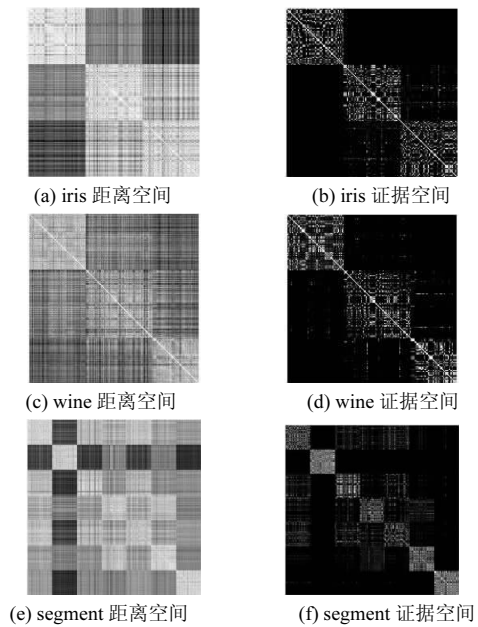 (a) iris 距离空间
(b) iris 证据空间
(c) wine 距离空间
(d) wine 证据空间
(e) segment 距离空间
(f) segment 证据空间